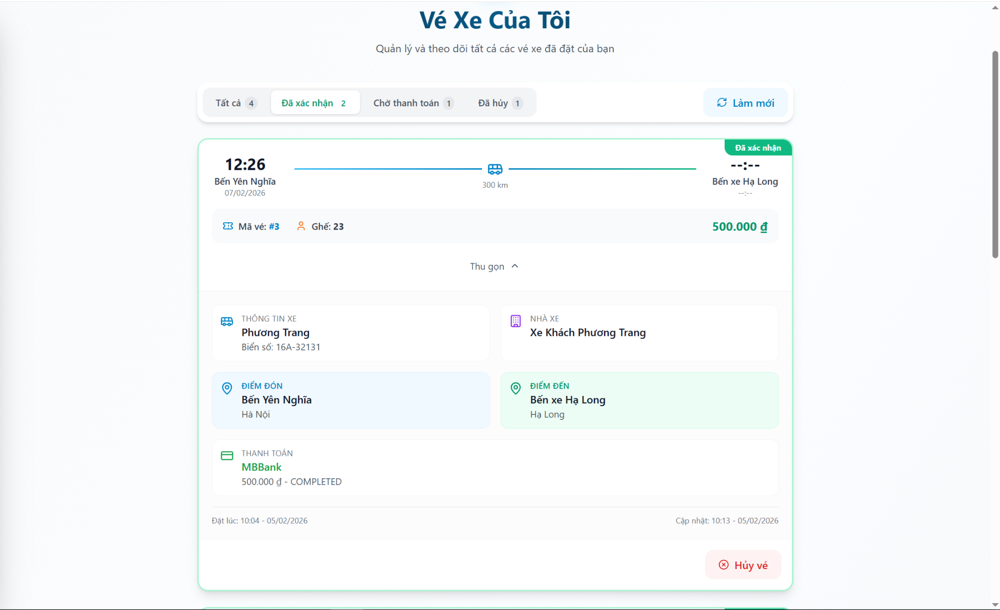 Vé Xe Của Tôi
Quản lý và theo dõi tất cả các vé xe đã đặt của bạn
Tất cả 4 Đã xác nhận 2 Chờ thanh toán 1 Đã hủy 1 Làm mới
Đã xác nhận
12:26 --:--
Bến Yên Nghĩa 300 km Bến xe Hạ Long
07/02/2026 --:--
Mã vé: #3 Ghế: 23 500.000 ₫
Thu gọn
THÔNG TIN XE
Phương Trang
Biển số: 16A-32131
NHÀ XE
Xe Khách Phương Trang
ĐIỂM ĐÓN
Bến Yên Nghĩa
Hà Nội
ĐIỂM ĐẾN
Bến xe Hạ Long
Hạ Long
THANH TOÁN
MBBank
500.000 ₫ - COMPLETED
Đặt lúc: 10:04 - 05/02/2026 Cập nhật: 10:13 - 05/02/2026
Hủy vé